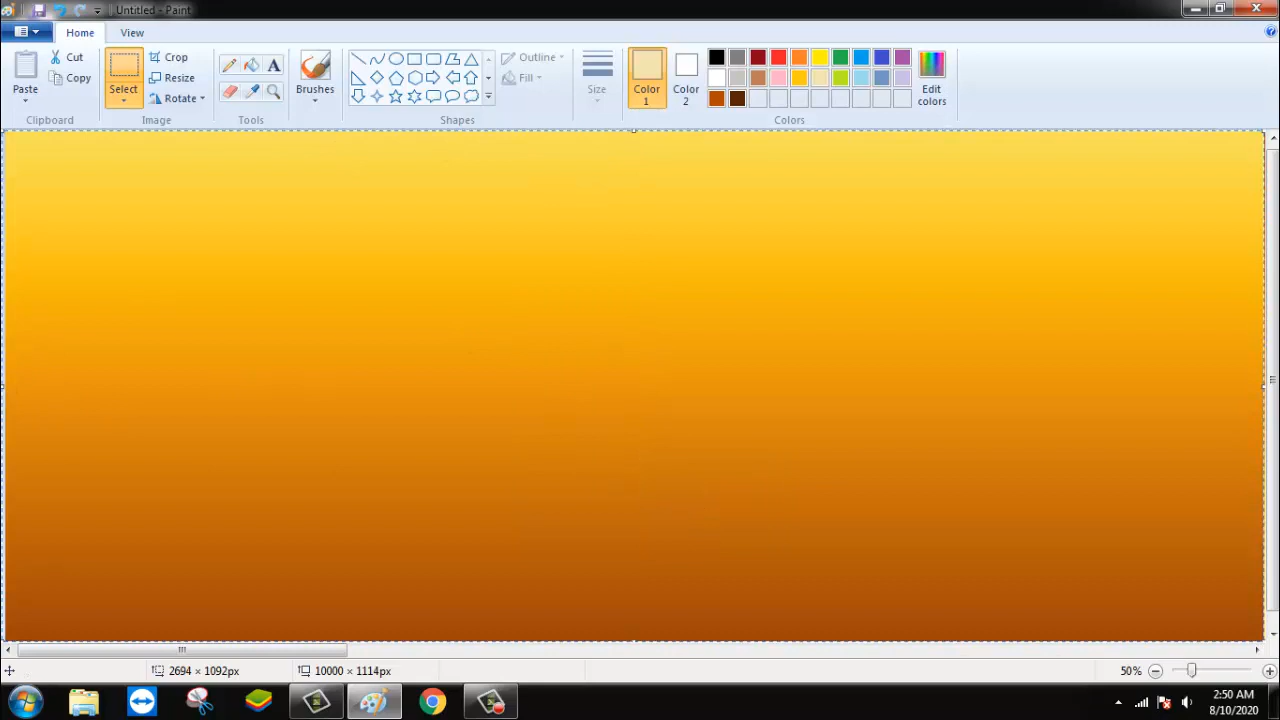 Untitled - Paint
Home
View
Paste
Cut
Copy
Clipboard
Select
Crop
Resize
Rotate
Image
Tools
Brushes
Outline
Fill
Shapes
Size
Color
1
Color
2
Edit
colors
Colors
2694 × 1092px
10000 × 1114px
50%
2:50 AM
8/10/2020